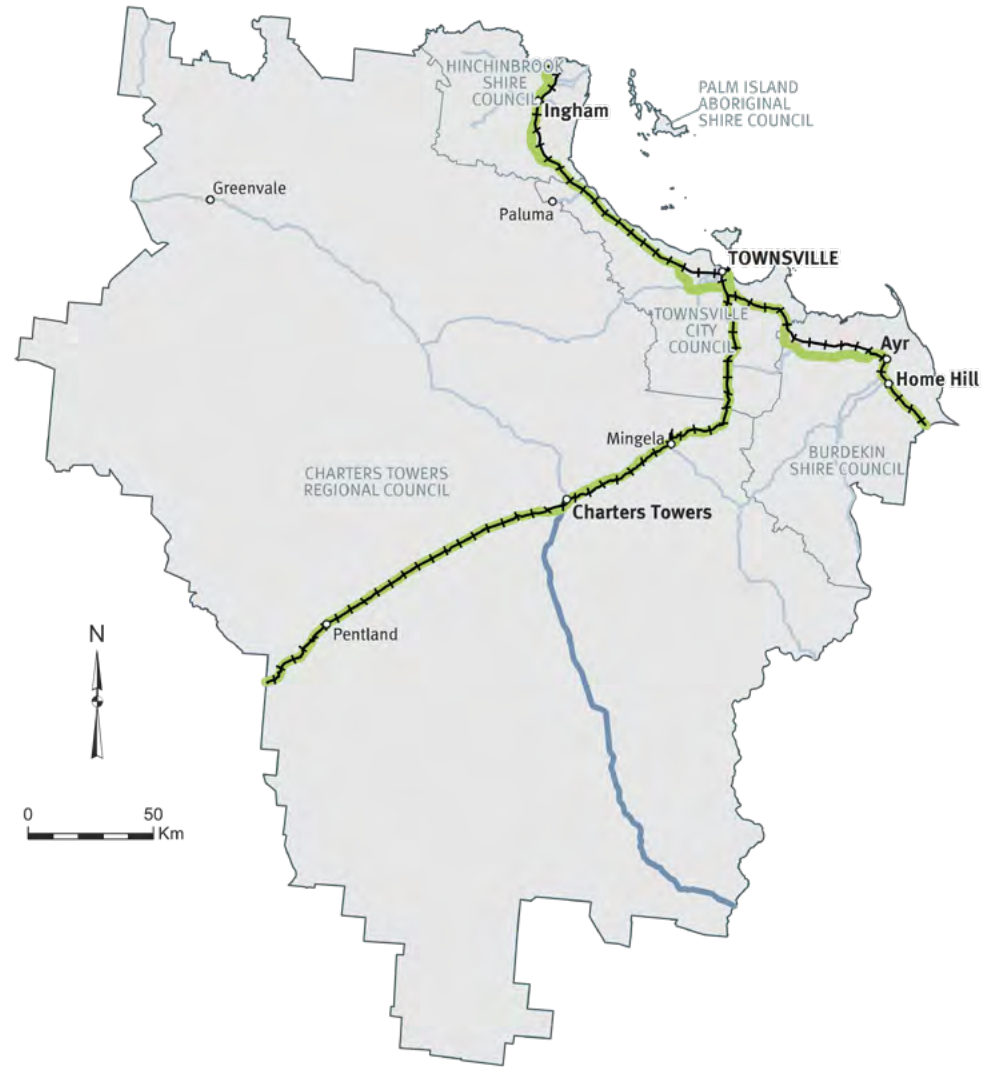 HINCHINBROOK
SHIRE
COUNCIL
Ingham
PALM ISLAND
ABORIGINAL
SHIRE COUNCIL
Greenvale
Paluma
TOWNSVILLE
TOWNSVILLE
CITY
COUNCIL
Ayr
Home Hill
Mingela
BURDEKIN
SHIRE COUNCIL
CHARTERS TOWERS
REGIONAL COUNCIL
Charters Towers
Pentland
N
0 50
Km